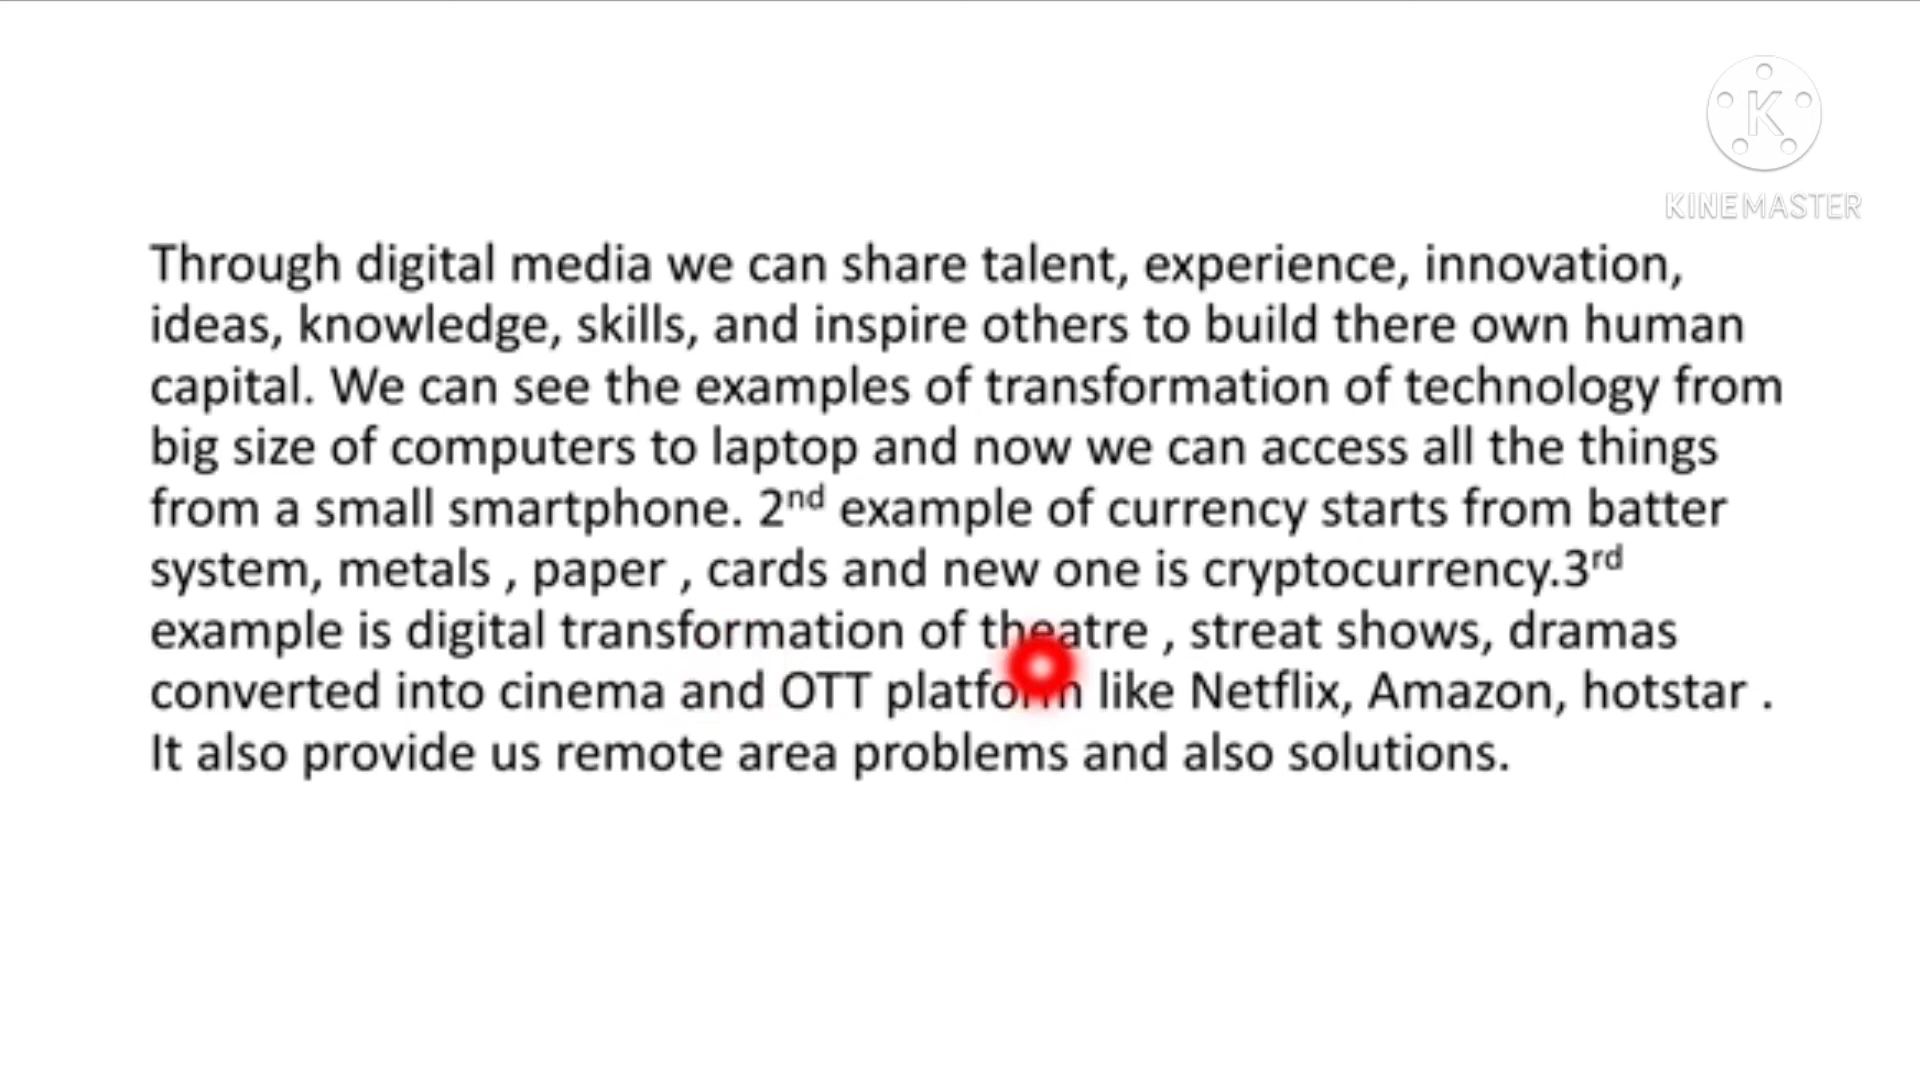 K
KINEMASTER
Through digital media we can share talent, experience, innovation,
ideas, knowledge, skills, and inspire others to build there own human
capital. We can see the examples of transformation of technology from
big size of computers to laptop and now we can access all the things
from a small smartphone. 2nd example of currency starts from batter
system, metals , paper , cards and new one is cryptocurrency.3rd
example is digital transformation of theatre , streat shows, dramas
converted into cinema and OTT platform like Netflix, Amazon, hotstar .
It also provide us remote area problems and also solutions.